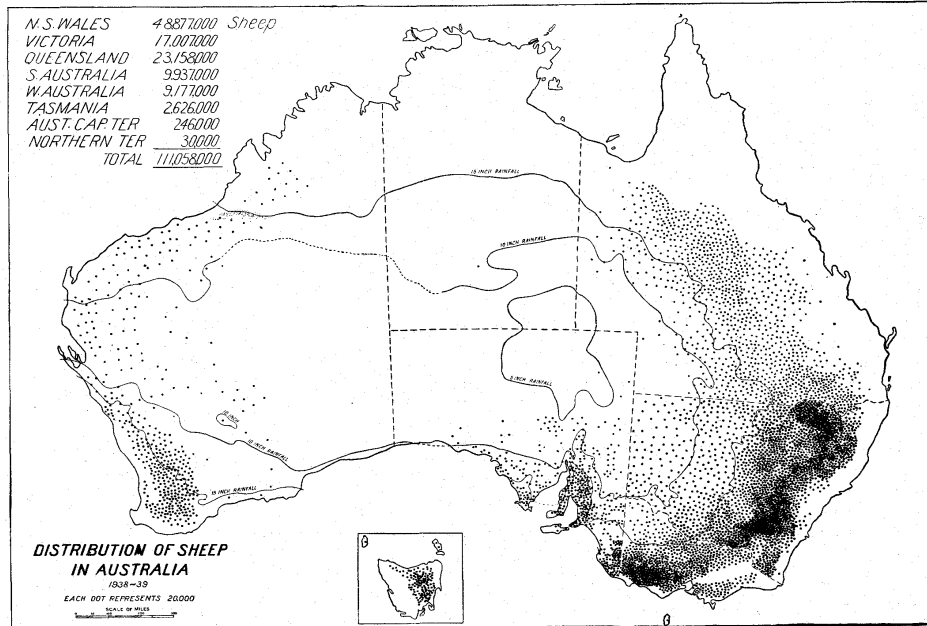 N.S. WALES 48,877,000 Sheep
VICTORIA 17,007,000
QUEENSLAND 23,158,000
S. AUSTRALIA 9,937,000
W. AUSTRALIA 9,177,000
TASMANIA 2,626,000
AUST. CAP. TER 246,000
NORTHERN TER 30,000
TOTAL 111,058,000
15 INCH RAINFALL
10 INCH RAINFALL
5 INCH RAINFALL
10 INCH
10 INCH RAINFALL
15 INCH RAINFALL
DISTRIBUTION OF SHEEP
IN AUSTRALIA
1938-39
EACH DOT REPRESENTS 20,000
SCALE OF MILES